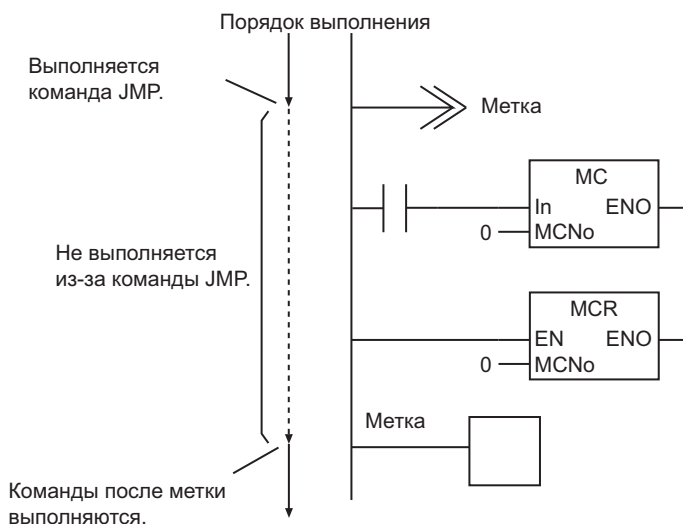 Порядок выполнения
Выполняется
команда JMP.
Метка
MC
In ENO
0 MCNo
Не выполняется
из-за команды JMP.
MCR
EN ENO
0 MCNo
Метка
Команды после метки
выполняются.